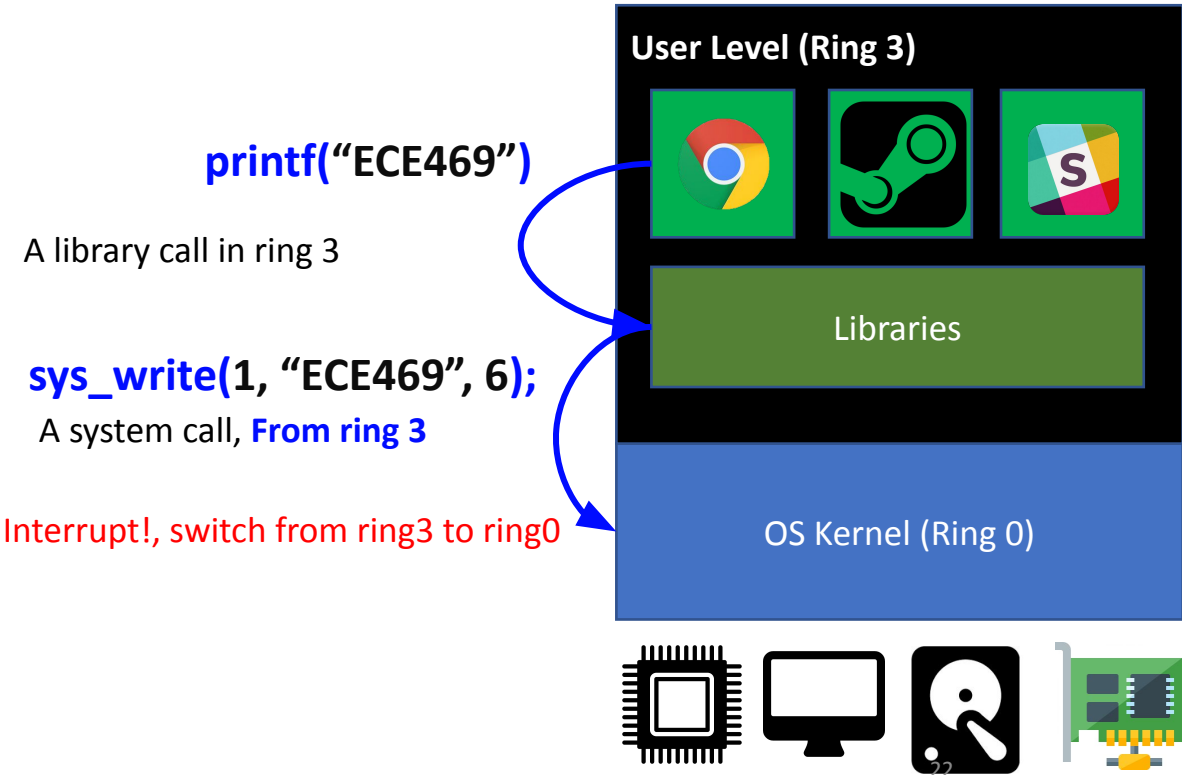 User Level (Ring 3)
printf(“ECE469”)
S
A library call in ring 3
Libraries
sys_write(1, “ECE469”, 6);
A system call, From ring 3
Interrupt!, switch from ring3 to ring0
OS Kernel (Ring 0)
22